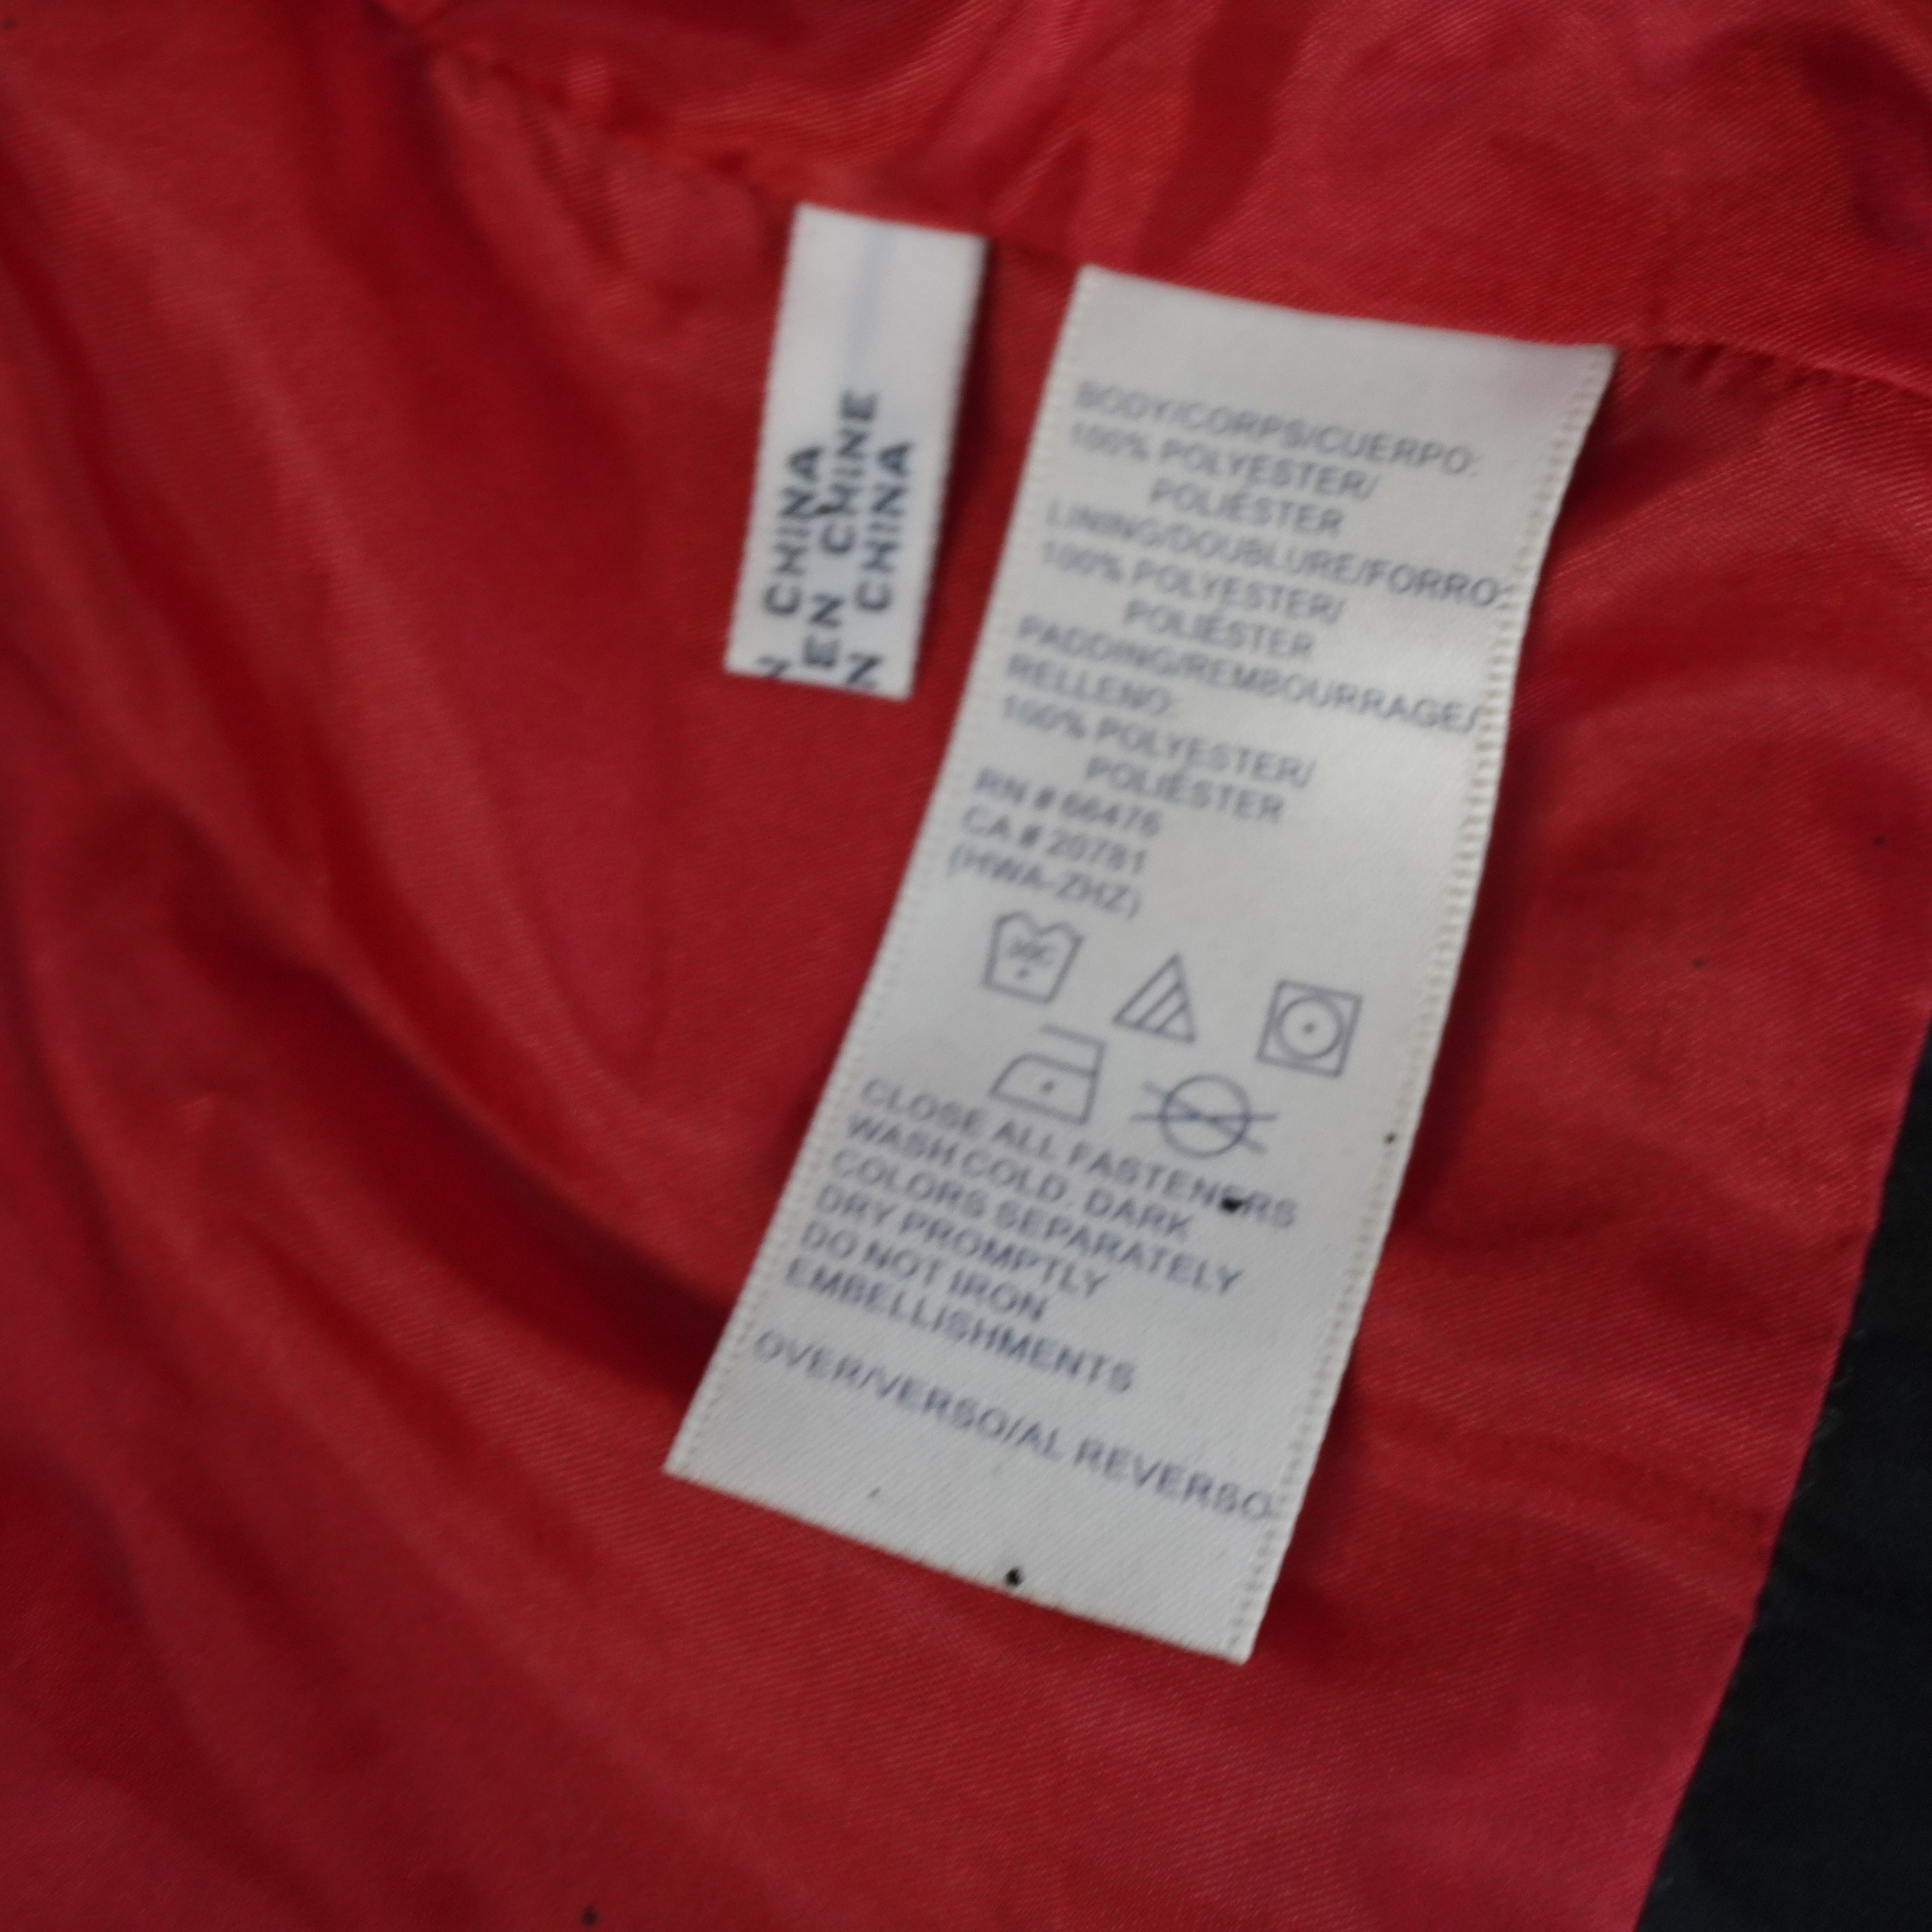 N CHINA
EN CHINE
N CHINA
BODY/CORPS/CUERPO:
100% POLYESTER/
POLIÉSTER
LINING/DOUBLURE/FORRO:
100% POLYESTER/
POLIÉSTER
PADDING/REMBOURRAGE/
RELLENO:
100% POLYESTER/
POLIÉSTER
RN # 66476
CA # 20781
(HWA-ZHZ)
30C
CLOSE ALL FASTENERS
WASH COLD. DARK
COLORS SEPARATELY
DRY PROMPTLY
DO NOT IRON
EMBELLISHMENTS
OVER/VERSO/AL REVERSO